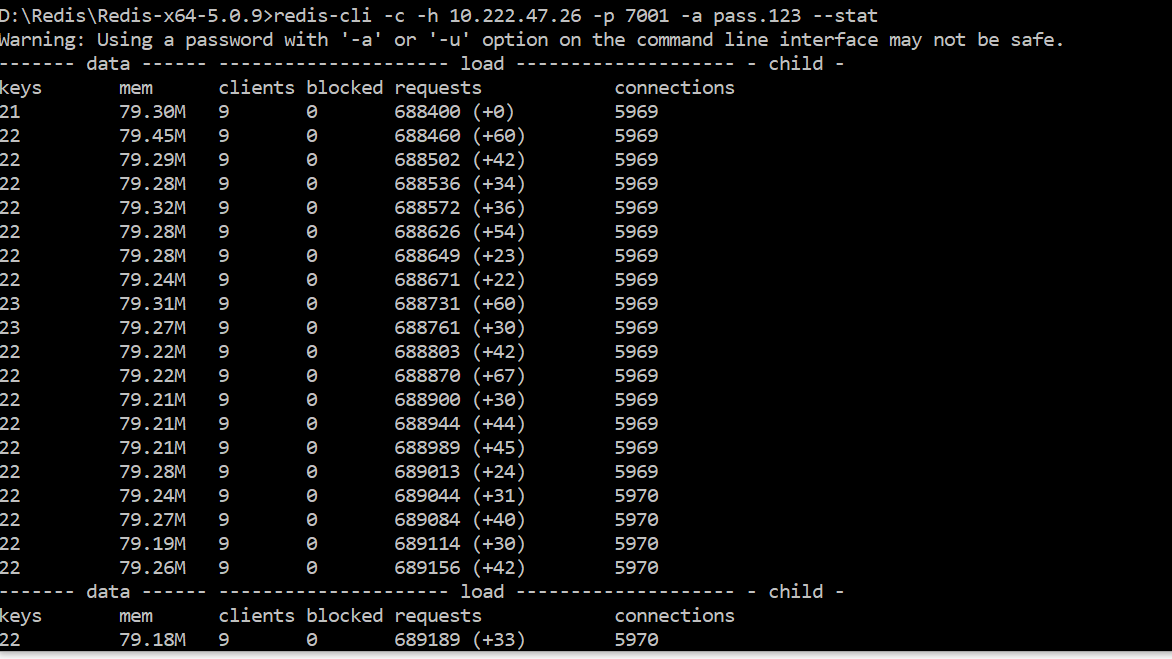 D:\Redis\Redis-x64-5.0.9>redis-cli -c -h 10.222.47.26 -p 7001 -a pass.123 --stat
Warning: Using a password with '-a' or '-u' option on the command line interface may not be safe.
------- data ------ --------------------- load -------------------- - child -
keys       mem      clients blocked requests            connections
21         79.30M   9       0       688400 (+0)         5969
22         79.45M   9       0       688460 (+60)        5969
22         79.29M   9       0       688502 (+42)        5969
22         79.28M   9       0       688536 (+34)        5969
22         79.32M   9       0       688572 (+36)        5969
22         79.28M   9       0       688626 (+54)        5969
22         79.28M   9       0       688649 (+23)        5969
22         79.24M   9       0       688671 (+22)        5969
23         79.31M   9       0       688731 (+60)        5969
23         79.27M   9       0       688761 (+30)        5969
22         79.22M   9       0       688803 (+42)        5969
22         79.22M   9       0       688870 (+67)        5969
22         79.21M   9       0       688900 (+30)        5969
22         79.21M   9       0       688944 (+44)        5969
22         79.21M   9       0       688989 (+45)        5969
22         79.28M   9       0       689013 (+24)        5969
22         79.24M   9       0       689044 (+31)        5970
22         79.27M   9       0       689084 (+40)        5970
22         79.19M   9       0       689114 (+30)        5970
22         79.26M   9       0       689156 (+42)        5970
------- data ------ --------------------- load -------------------- - child -
keys       mem      clients blocked requests            connections
22         79.18M   9       0       689189 (+33)        5970